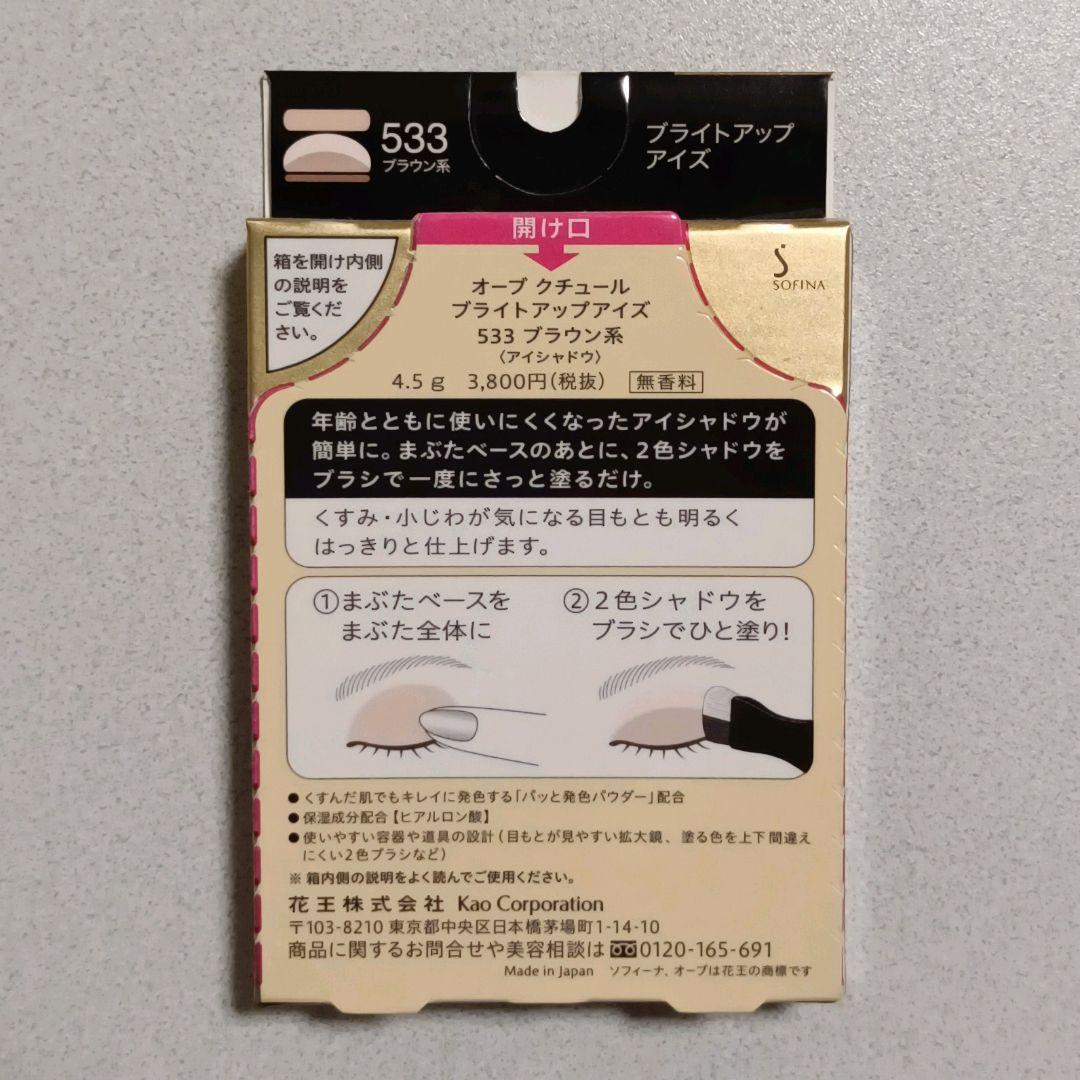 533
ブラウン系
ブライトアップ
アイズ
開け口
箱を開け内側
の説明を
ご覧くだ
さい。
SOFINA
オーブ クチュール
ブライトアップアイズ
533 ブラウン系
〈アイシャドウ〉
4.5g 3,800円(税抜) 無香料
年齢とともに使いにくくなったアイシャドウが
簡単に。まぶたベースのあとに、2色シャドウを
ブラシで一度にさっと塗るだけ。
くすみ・小じわが気になる目もとも明るく
はっきりと仕上げます。
①まぶたベースを
まぶた全体に
②2色シャドウを
ブラシでひと塗り!
●くすんだ肌でもキレイに発色する「パッと発色パウダー」配合
●保湿成分配合【ヒアルロン酸】
●使いやすい容器や道具の設計(目もとが見やすい拡大鏡、塗る色を上下間違え
にくい2色ブラシなど)
※箱内側の説明をよく読んでご使用ください。
花王株式会社 Kao Corporation
〒103-8210 東京都中央区日本橋茅場町1-14-10
商品に関するお問合せや美容相談は 0120-165-691
Made in Japan ソフィーナ、オーブは花王の商標です